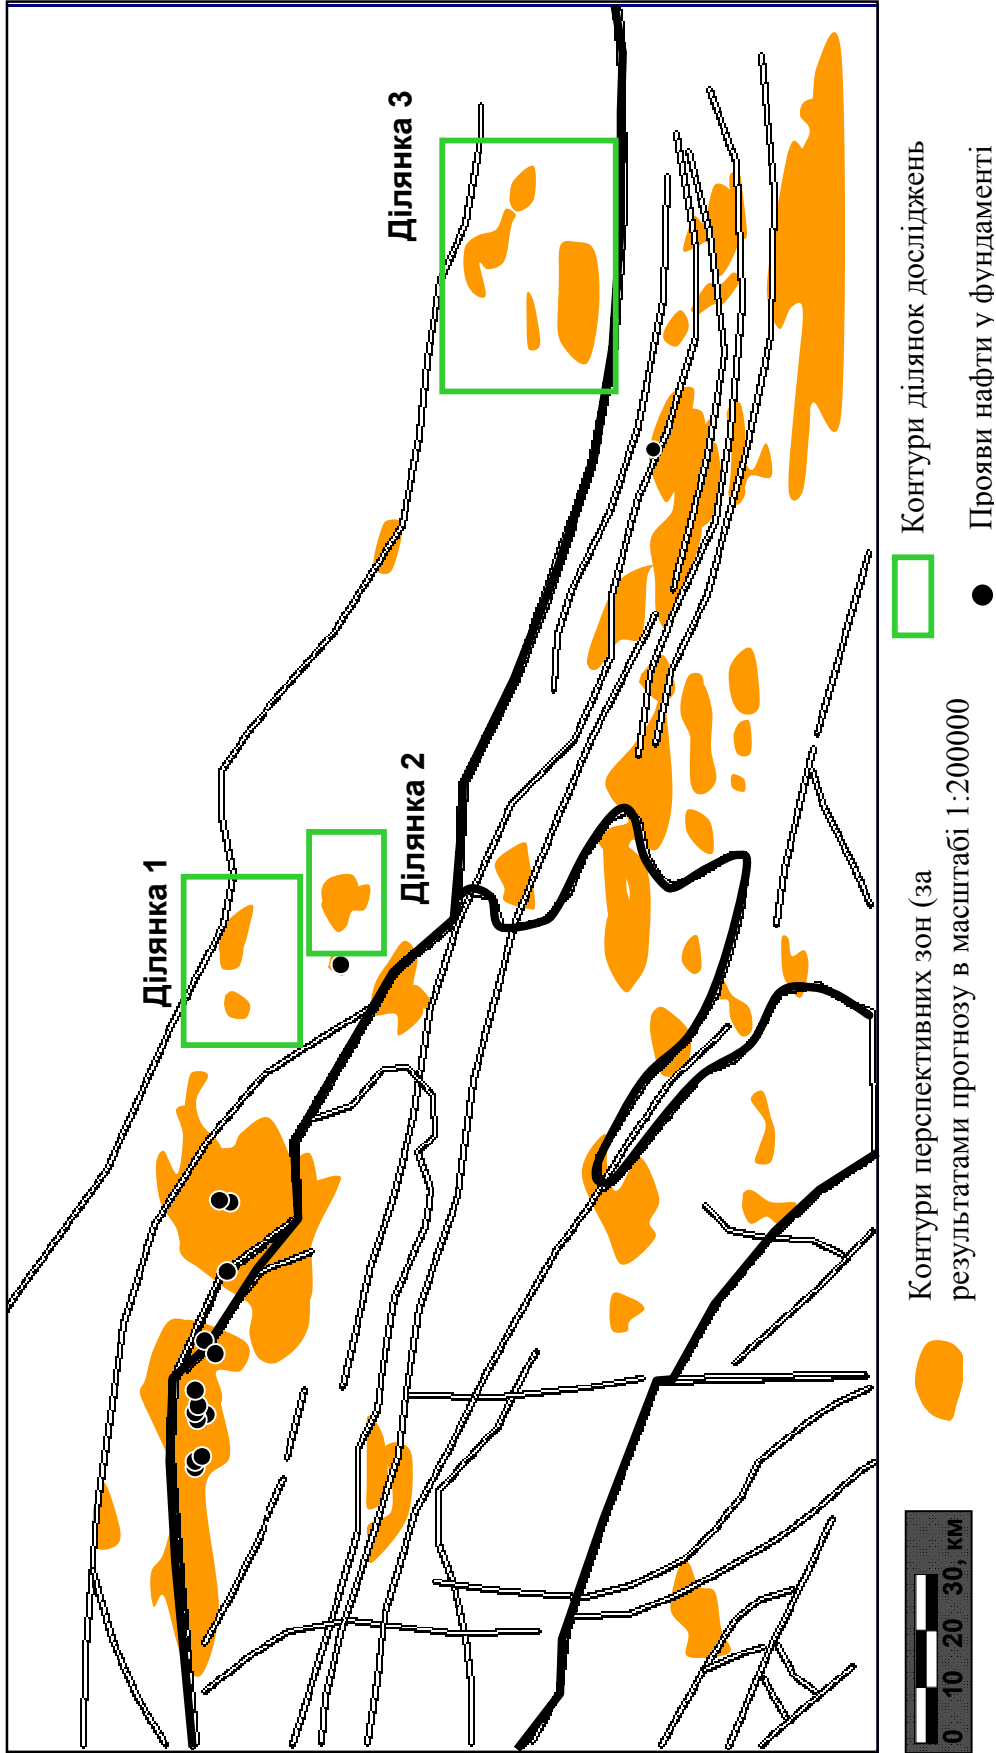 Ділянка 1
Ділянка 2
Ділянка 3
0 10 20 30, км
Контури перспективних зон (за
результатами прогнозу в масштабі 1:200000
Контури ділянок досліджень
Прояви нафти у фундаменті